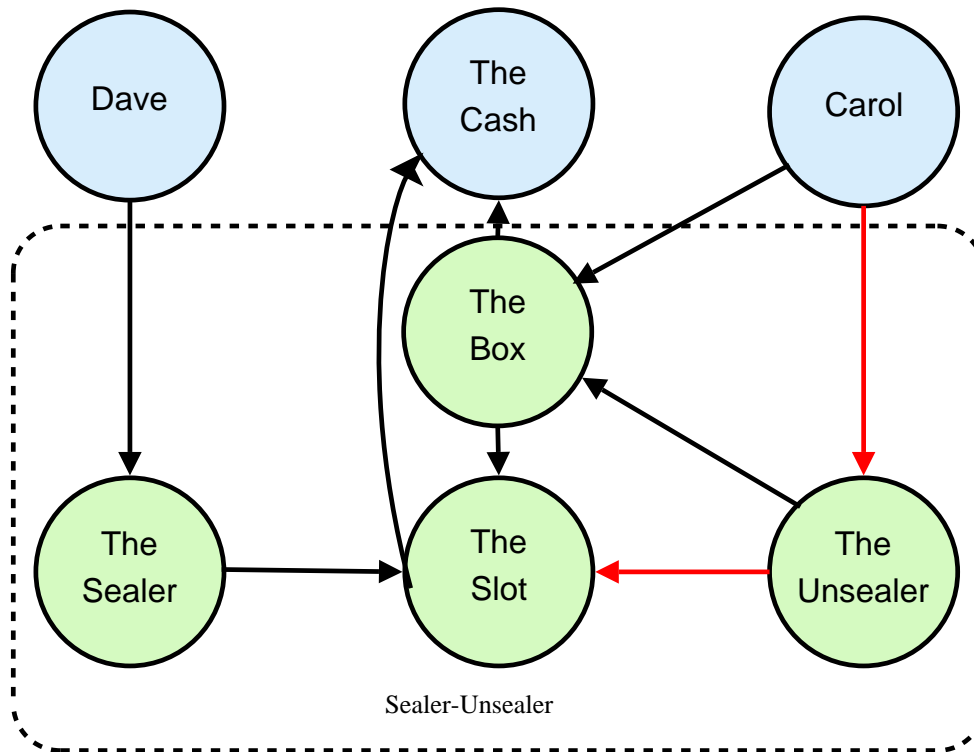 Dave
The
Cash
Carol
The
Box
The
Sealer
The
Slot
The
Unsealer
Sealer-Unsealer